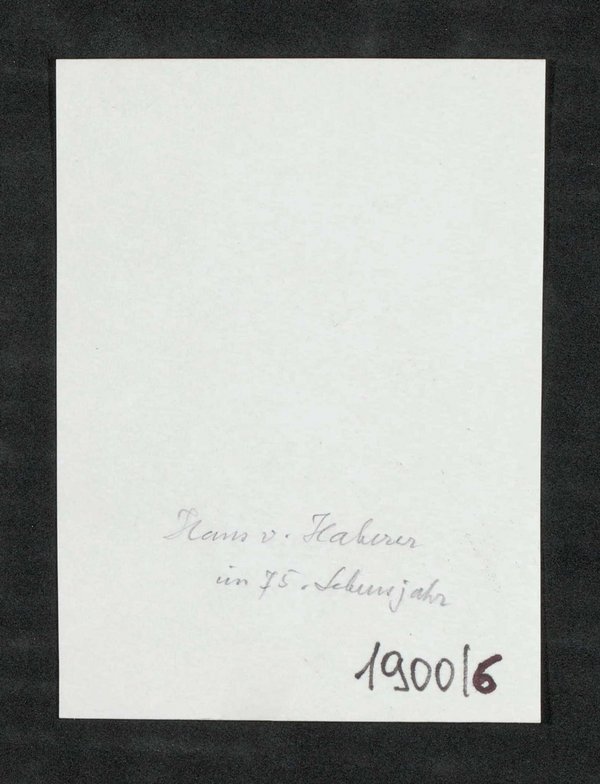 Hans v. Haberer
im 75. Lebensjahr
1900/6